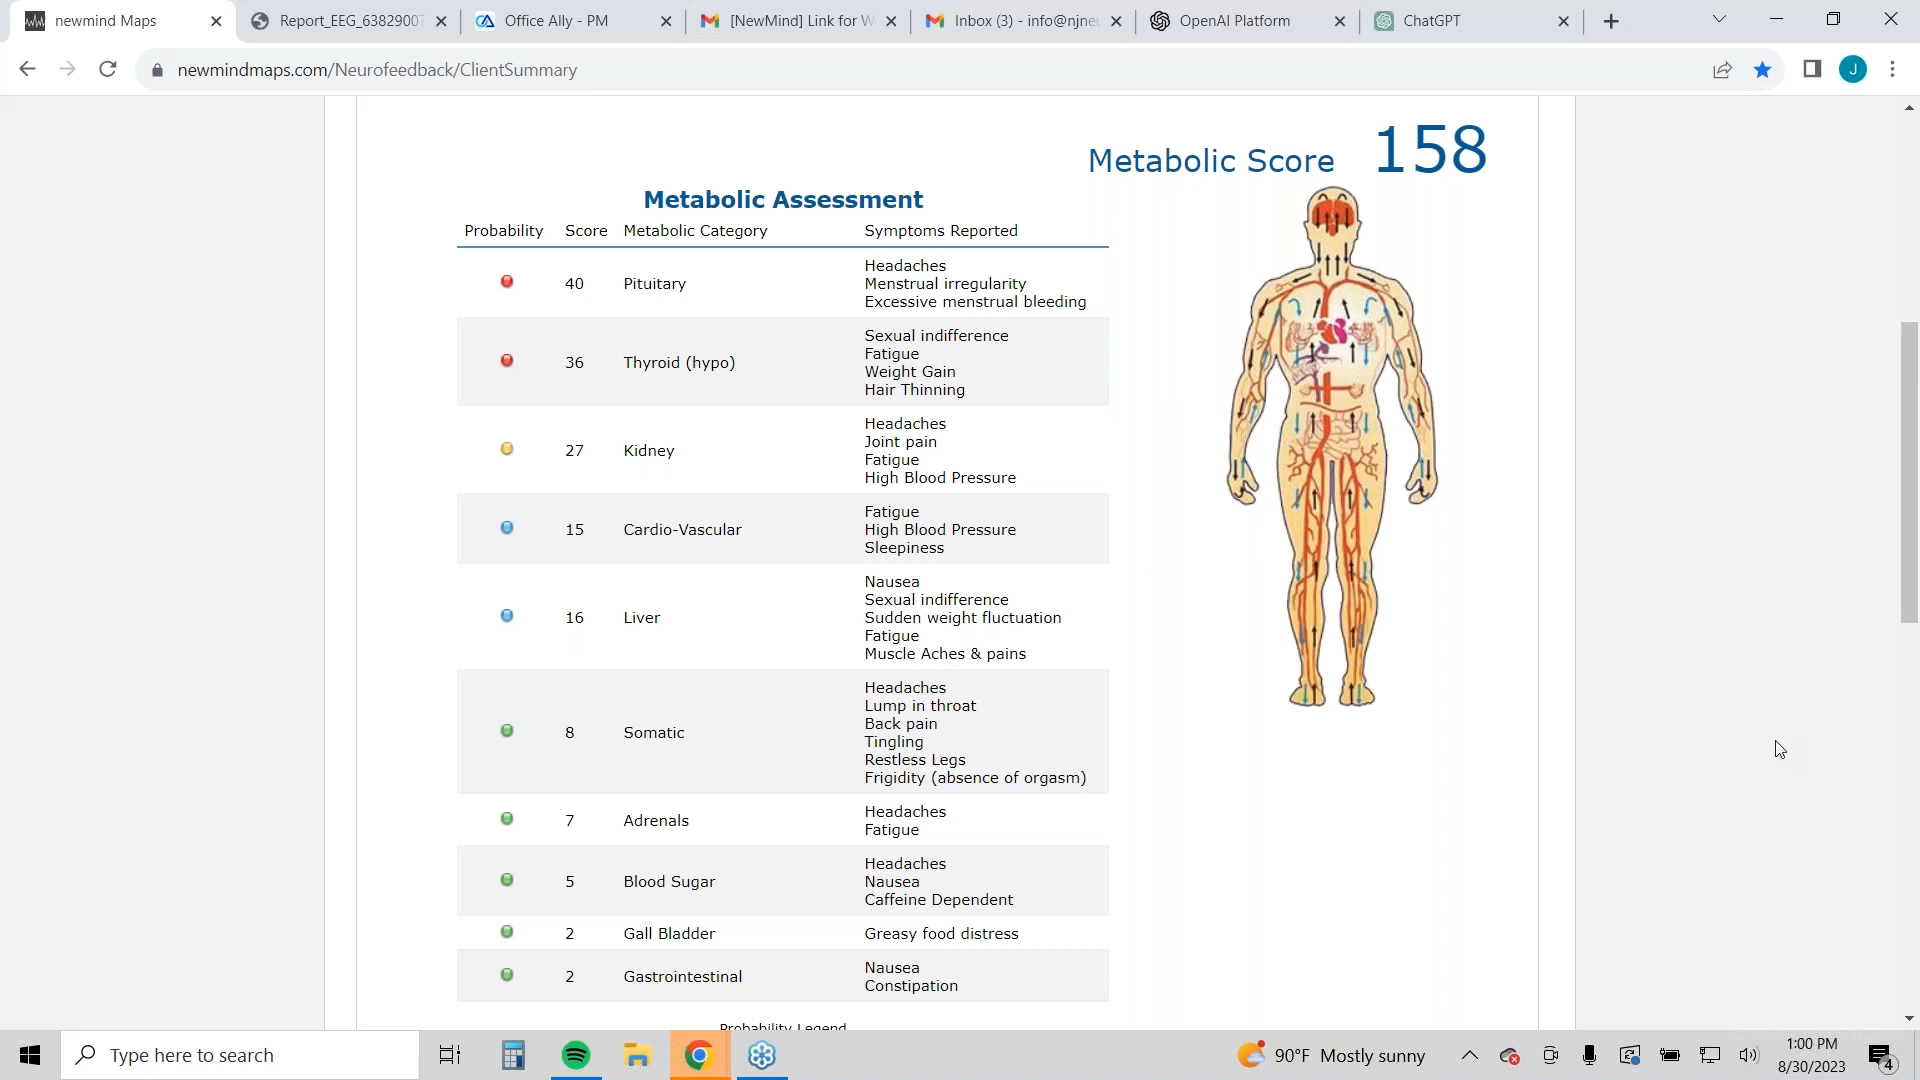 newmind Maps
Report_EEG_63829007
Office Ally - PM
[NewMind] Link for W
Inbox (3) - info@njneu
OpenAI Platform
ChatGPT
newmindmaps.com/Neurofeedback/ClientSummary
J
Metabolic Score 158
Metabolic Assessment
Probability Score Metabolic Category Symptoms Reported
Headaches
40 Pituitary Menstrual irregularity
Excessive menstrual bleeding
Sexual indifference
36 Thyroid (hypo) Fatigue
Weight Gain
Hair Thinning
Headaches
27 Kidney Joint pain
Fatigue
High Blood Pressure
Fatigue
15 Cardio-Vascular High Blood Pressure
Sleepiness
Nausea
Sexual indifference
16 Liver Sudden weight fluctuation
Fatigue
Muscle Aches & pains
Headaches
Lump in throat
8 Somatic Back pain
Tingling
Restless Legs
Frigidity (absence of orgasm)
7 Adrenals Headaches
Fatigue
Headaches
5 Blood Sugar Nausea
Caffeine Dependent
2 Gall Bladder Greasy food distress
2 Gastrointestinal Nausea
Constipation
Probability Legend
Type here to search
90°F Mostly sunny
1:00 PM
8/30/2023
4